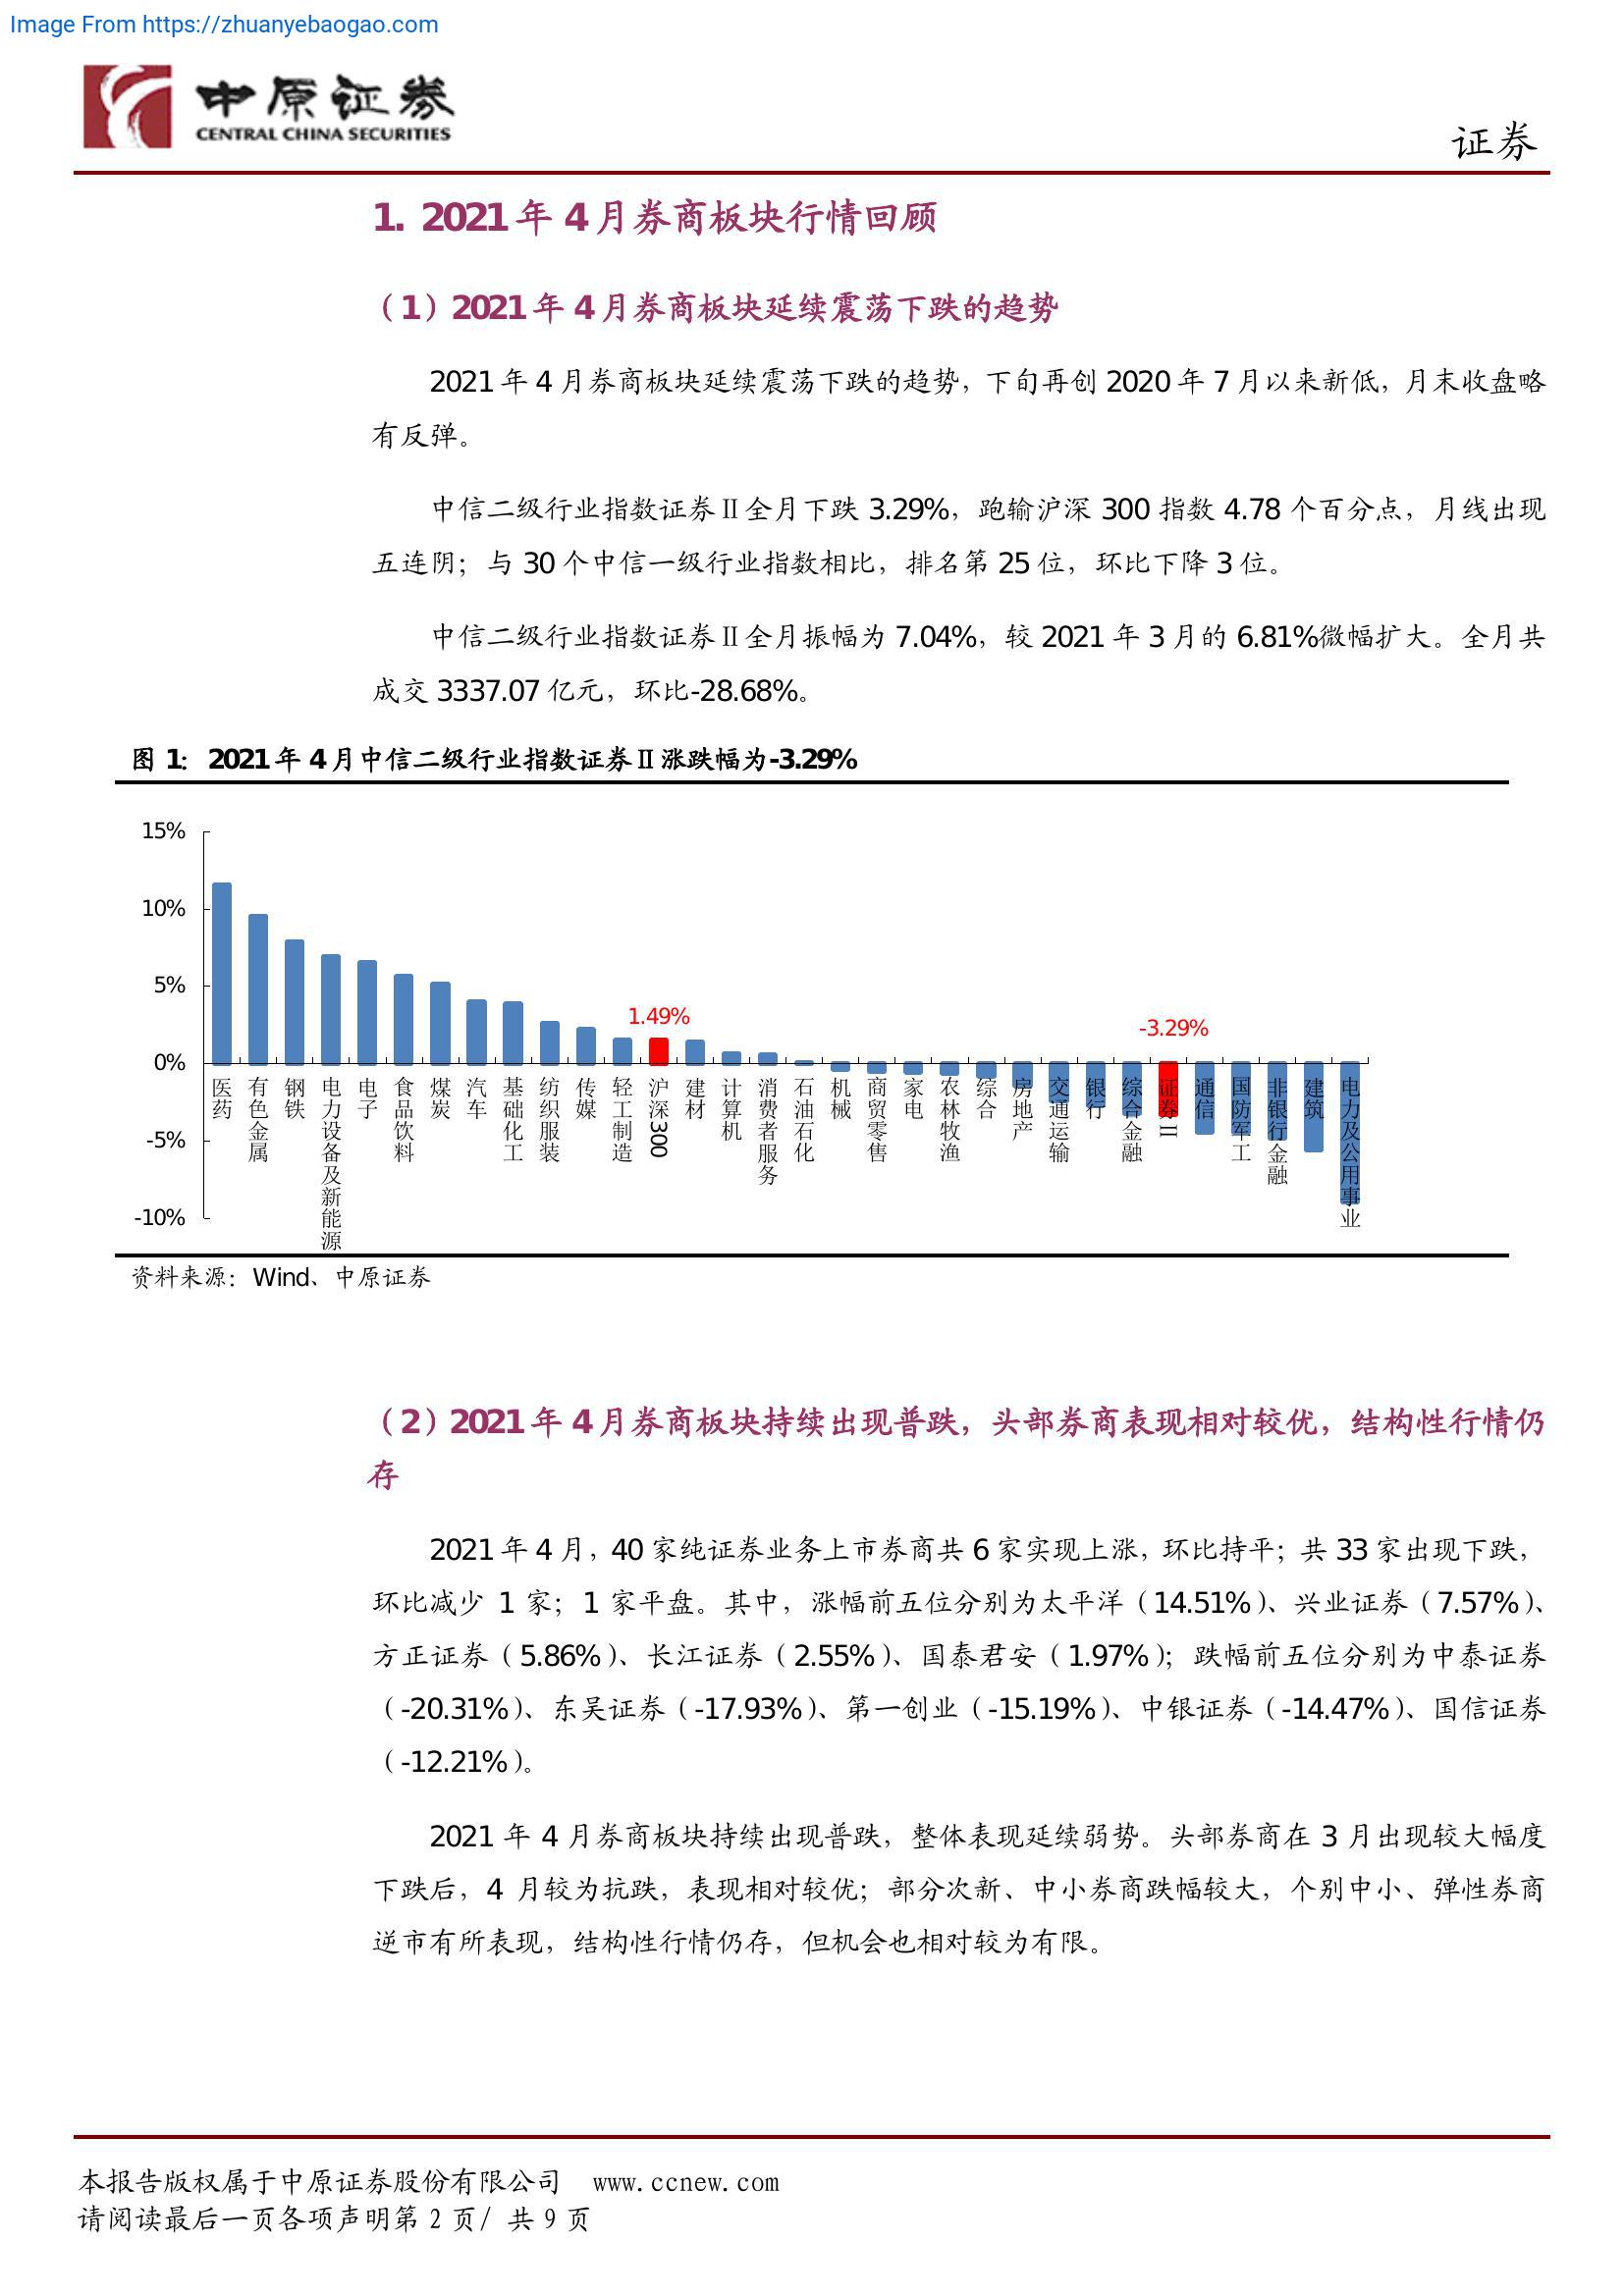 Image From https://zhuanyebaogao.com
中原证券
CENTRAL CHINA SECURITIES
证券
1. 2021 年 4 月券商板块行情回顾
（1）2021 年 4 月券商板块延续震荡下跌的趋势
2021 年 4 月券商板块延续震荡下跌的趋势，下旬再创 2020 年 7 月以来新低，月末收盘略
有反弹。
中信二级行业指数证券Ⅱ全月下跌 3.29%，跑输沪深 300 指数 4.78 个百分点，月线出现
五连阴；与 30 个中信一级行业指数相比，排名第 25 位，环比下降 3 位。
中信二级行业指数证券Ⅱ全月振幅为 7.04%，较 2021 年 3 月的 6.81%微幅扩大。全月共
成交 3337.07 亿元，环比-28.68%。
图 1： 2021 年 4 月中信二级行业指数证券Ⅱ涨跌幅为-3.29%
15%
10%
5%
0%
-5%
-10%
1.49%
-3.29%
医药
有色金属
钢铁
电力设备及新能源
电子
食品饮料
煤炭
汽车
基础化工
纺织服装
传媒
轻工制造
沪深300
建材
计算机
消费者服务
石油石化
机械
商贸零售
家电
农林牧渔
综合
房地产
交通运输
银行
综合金融
证券Ⅱ
通信
国防军工
非银行金融
建筑
电力及公用事业
资料来源：Wind、中原证券
（2）2021 年 4 月券商板块持续出现普跌，头部券商表现相对较优，结构性行情仍
存
2021 年 4 月，40 家纯证券业务上市券商共 6 家实现上涨，环比持平；共 33 家出现下跌，
环比减少 1 家；1 家平盘。其中，涨幅前五位分别为太平洋（14.51%）、兴业证券（7.57%）、
方正证券（5.86%）、长江证券（2.55%）、国泰君安（1.97%）；跌幅前五位分别为中泰证券
（-20.31%）、东吴证券（-17.93%）、第一创业（-15.19%）、中银证券（-14.47%）、国信证券
（-12.21%）。
2021 年 4 月券商板块持续出现普跌，整体表现延续弱势。头部券商在 3 月出现较大幅度
下跌后，4 月较为抗跌，表现相对较优；部分次新、中小券商跌幅较大，个别中小、弹性券商
逆市有所表现，结构性行情仍存，但机会也相对较为有限。
本报告版权属于中原证券股份有限公司 www.ccnew.com
请阅读最后一页各项声明第 2 页/ 共 9 页